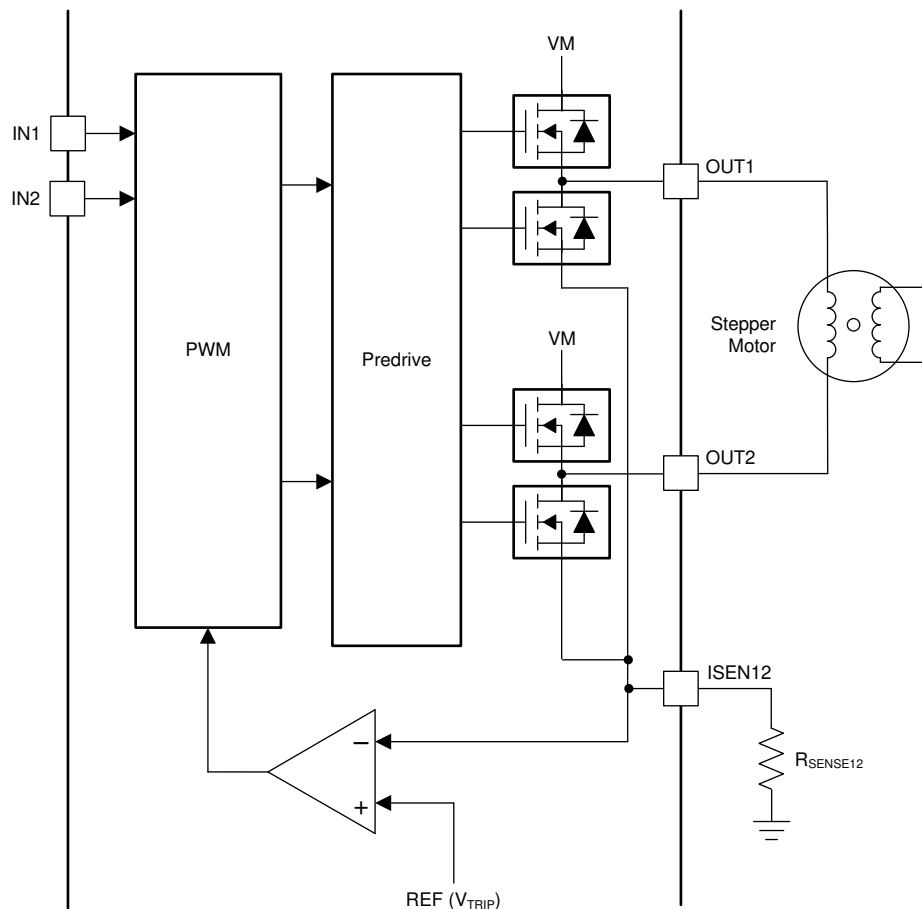 VM
IN1
IN2
OUT1
PWM
Predrive
Stepper
Motor
VM
OUT2
ISEN12
−
+
RSENSE12
REF (VTRIP)